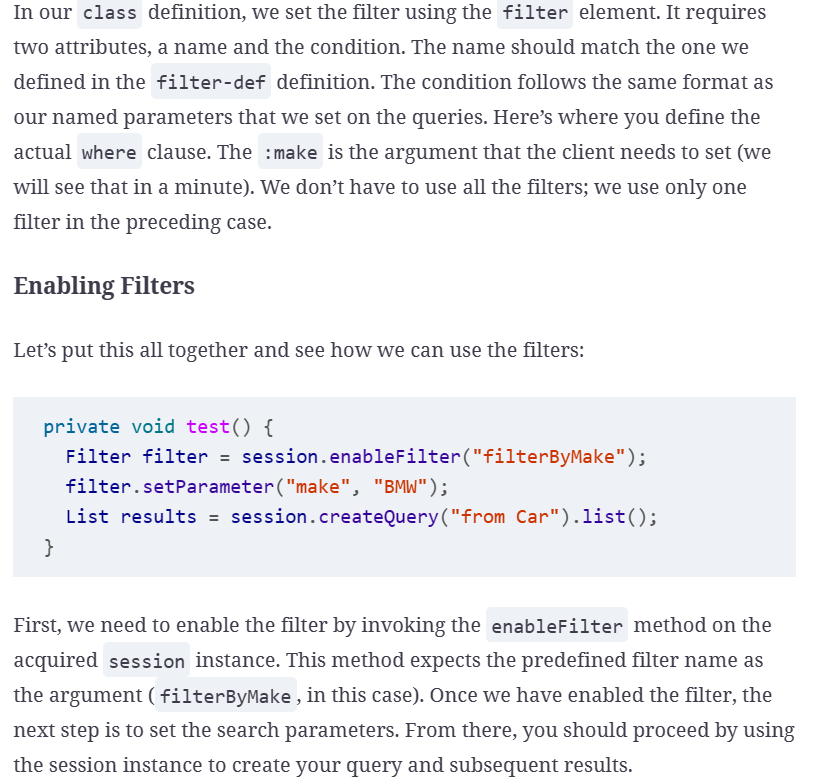 In our class definition, we set the filter using the filter element. It requires
two attributes, a name and the condition. The name should match the one we
defined in the filter-def definition. The condition follows the same format as
our named parameters that we set on the queries. Here’s where you define the
actual where clause. The :make is the argument that the client needs to set (we
will see that in a minute). We don’t have to use all the filters; we use only one
filter in the preceding case.
Enabling Filters
Let’s put this all together and see how we can use the filters:
private void test() {
  Filter filter = session.enableFilter("filterByMake");
  filter.setParameter("make", "BMW");
  List results = session.createQuery("from Car").list();
}
First, we need to enable the filter by invoking the enableFilter method on the
acquired session instance. This method expects the predefined filter name as
the argument ( filterByMake , in this case). Once we have enabled the filter, the
next step is to set the search parameters. From there, you should proceed by using
the session instance to create your query and subsequent results.